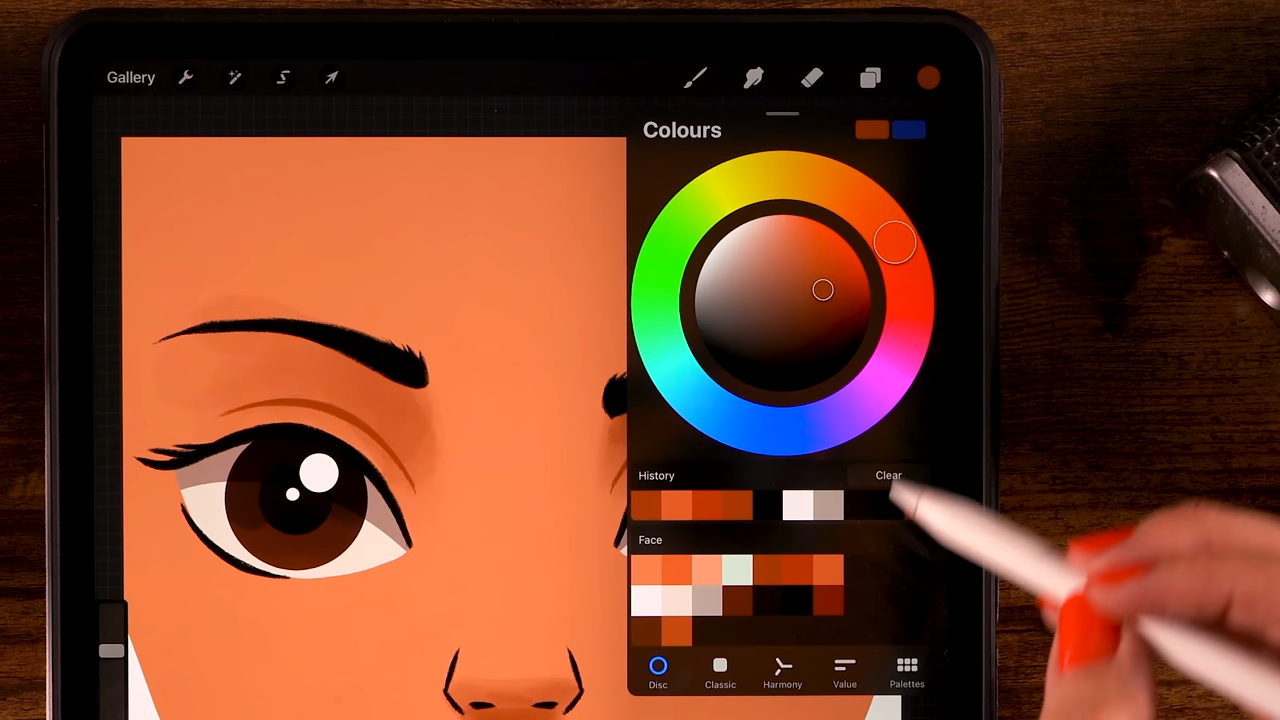 Gallery
Colours
History Clear
Face
Disc Classic Harmony Value Palettes